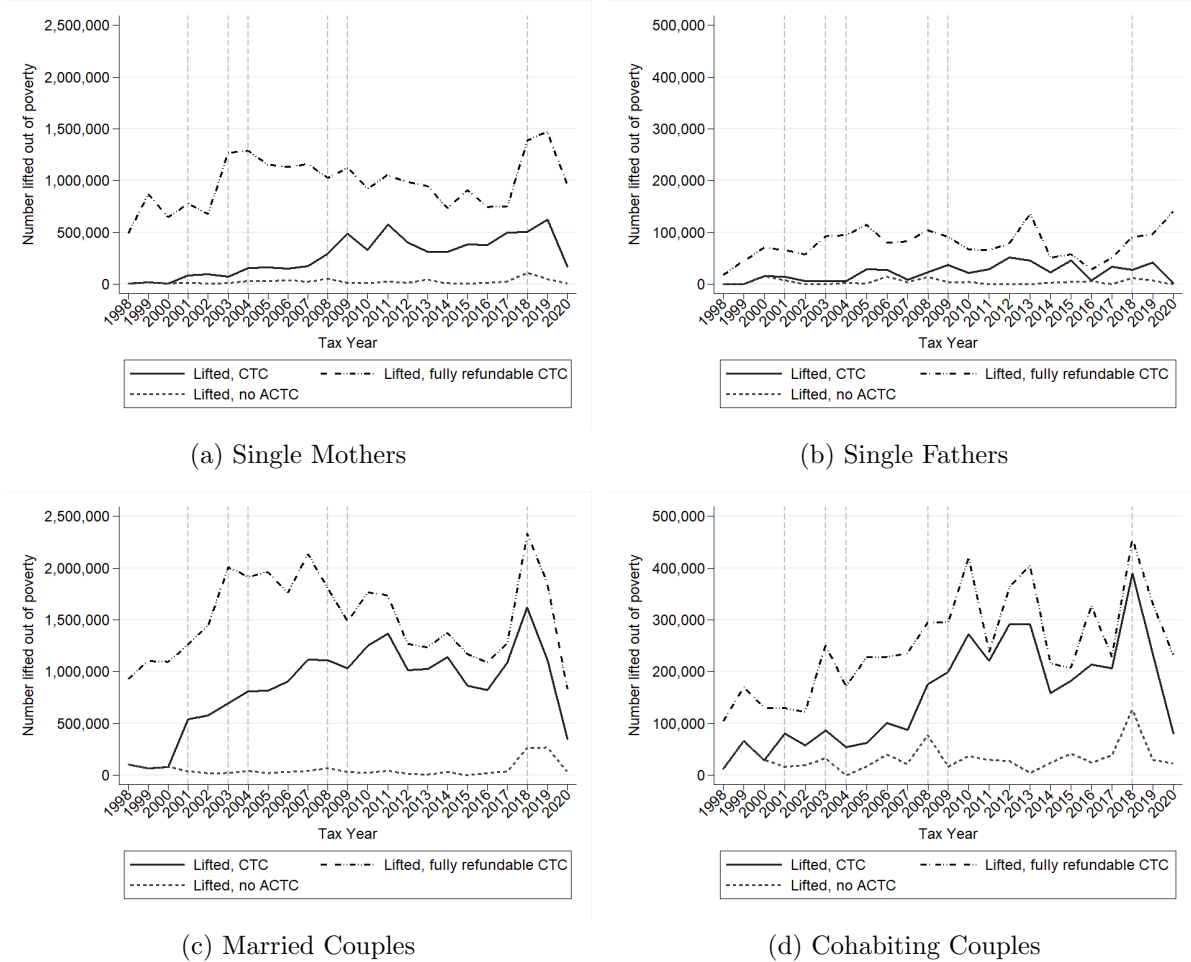 Number lifted out of poverty
2,500,000
2,000,000
1,500,000
1,000,000
500,000
0
1998 1999 2000 2001 2002 2003 2004 2005 2006 2007 2008 2009 2010 2011 2012 2013 2014 2015 2016 2017 2018 2019 2020
Tax Year
Lifted, CTC Lifted, fully refundable CTC
Lifted, no ACTC
(a) Single Mothers
Number lifted out of poverty
500,000
400,000
300,000
200,000
100,000
0
1998 1999 2000 2001 2002 2003 2004 2005 2006 2007 2008 2009 2010 2011 2012 2013 2014 2015 2016 2017 2018 2019 2020
Tax Year
Lifted, CTC Lifted, fully refundable CTC
Lifted, no ACTC
(b) Single Fathers
Number lifted out of poverty
2,500,000
2,000,000
1,500,000
1,000,000
500,000
0
1998 1999 2000 2001 2002 2003 2004 2005 2006 2007 2008 2009 2010 2011 2012 2013 2014 2015 2016 2017 2018 2019 2020
Tax Year
Lifted, CTC Lifted, fully refundable CTC
Lifted, no ACTC
(c) Married Couples
Number lifted out of poverty
500,000
400,000
300,000
200,000
100,000
0
1998 1999 2000 2001 2002 2003 2004 2005 2006 2007 2008 2009 2010 2011 2012 2013 2014 2015 2016 2017 2018 2019 2020
Tax Year
Lifted, CTC Lifted, fully refundable CTC
Lifted, no ACTC
(d) Cohabiting Couples